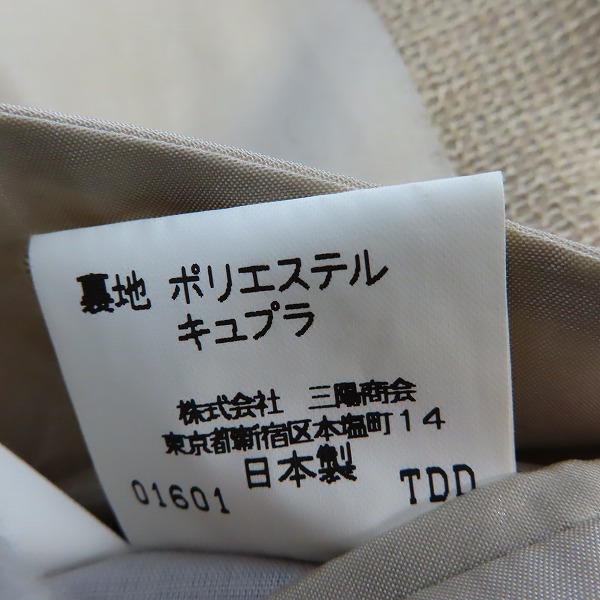 裏地 ポリエステル
キュプラ
株式会社 三陽商会
東京都新宿区本塩町14
日本製
01601 TDD